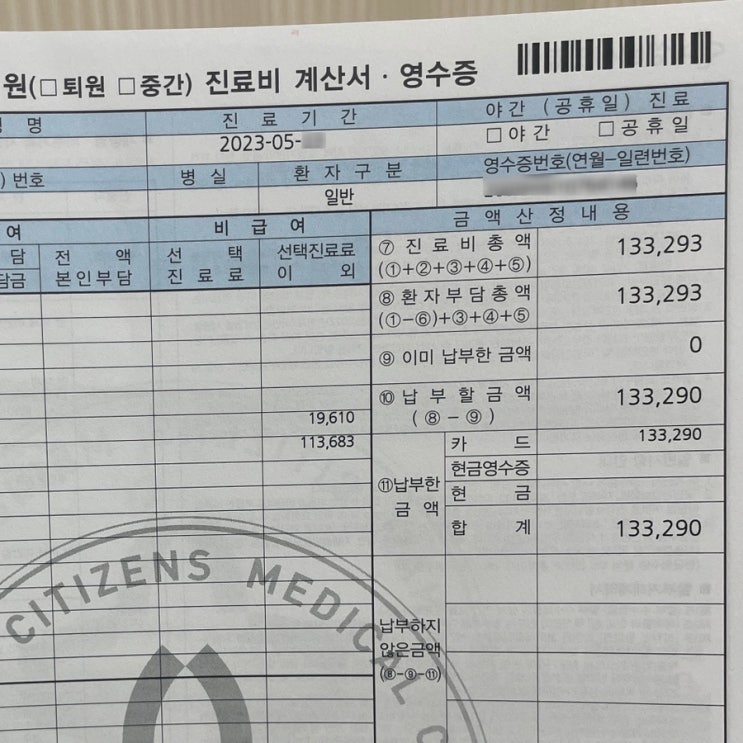 원(□퇴원 □중간) 진료비 계산서 · 영수증
명
진 료 기 간
야간 (공휴일) 진료
2023-05-
□ 야 간 □ 공 휴 일
) 번호
병 실
환 자 구 분
영수증번호(연월-일련번호)
일반
여
비 급 여
금 액 산 정 내 용
담
담금
전 액
본인부담
선 택
진 료 료
선택진료료
이 외
⑦ 진 료 비 총 액
(①+②+③+④+⑤)
133,293
⑧ 환 자 부 담 총 액
(①-⑥)+③+④+⑤
133,293
⑨ 이미 납부한 금액
0
⑩ 납 부 할 금 액
( ⑧ - ⑨ )
133,290
19,610
113,683
⑪납부한
금 액
카 드
133,290
현금영수증
현 금
합 계
133,290
납부하지
않은금액
(⑧-⑨-⑪)
CITIZENS MEDICAL C